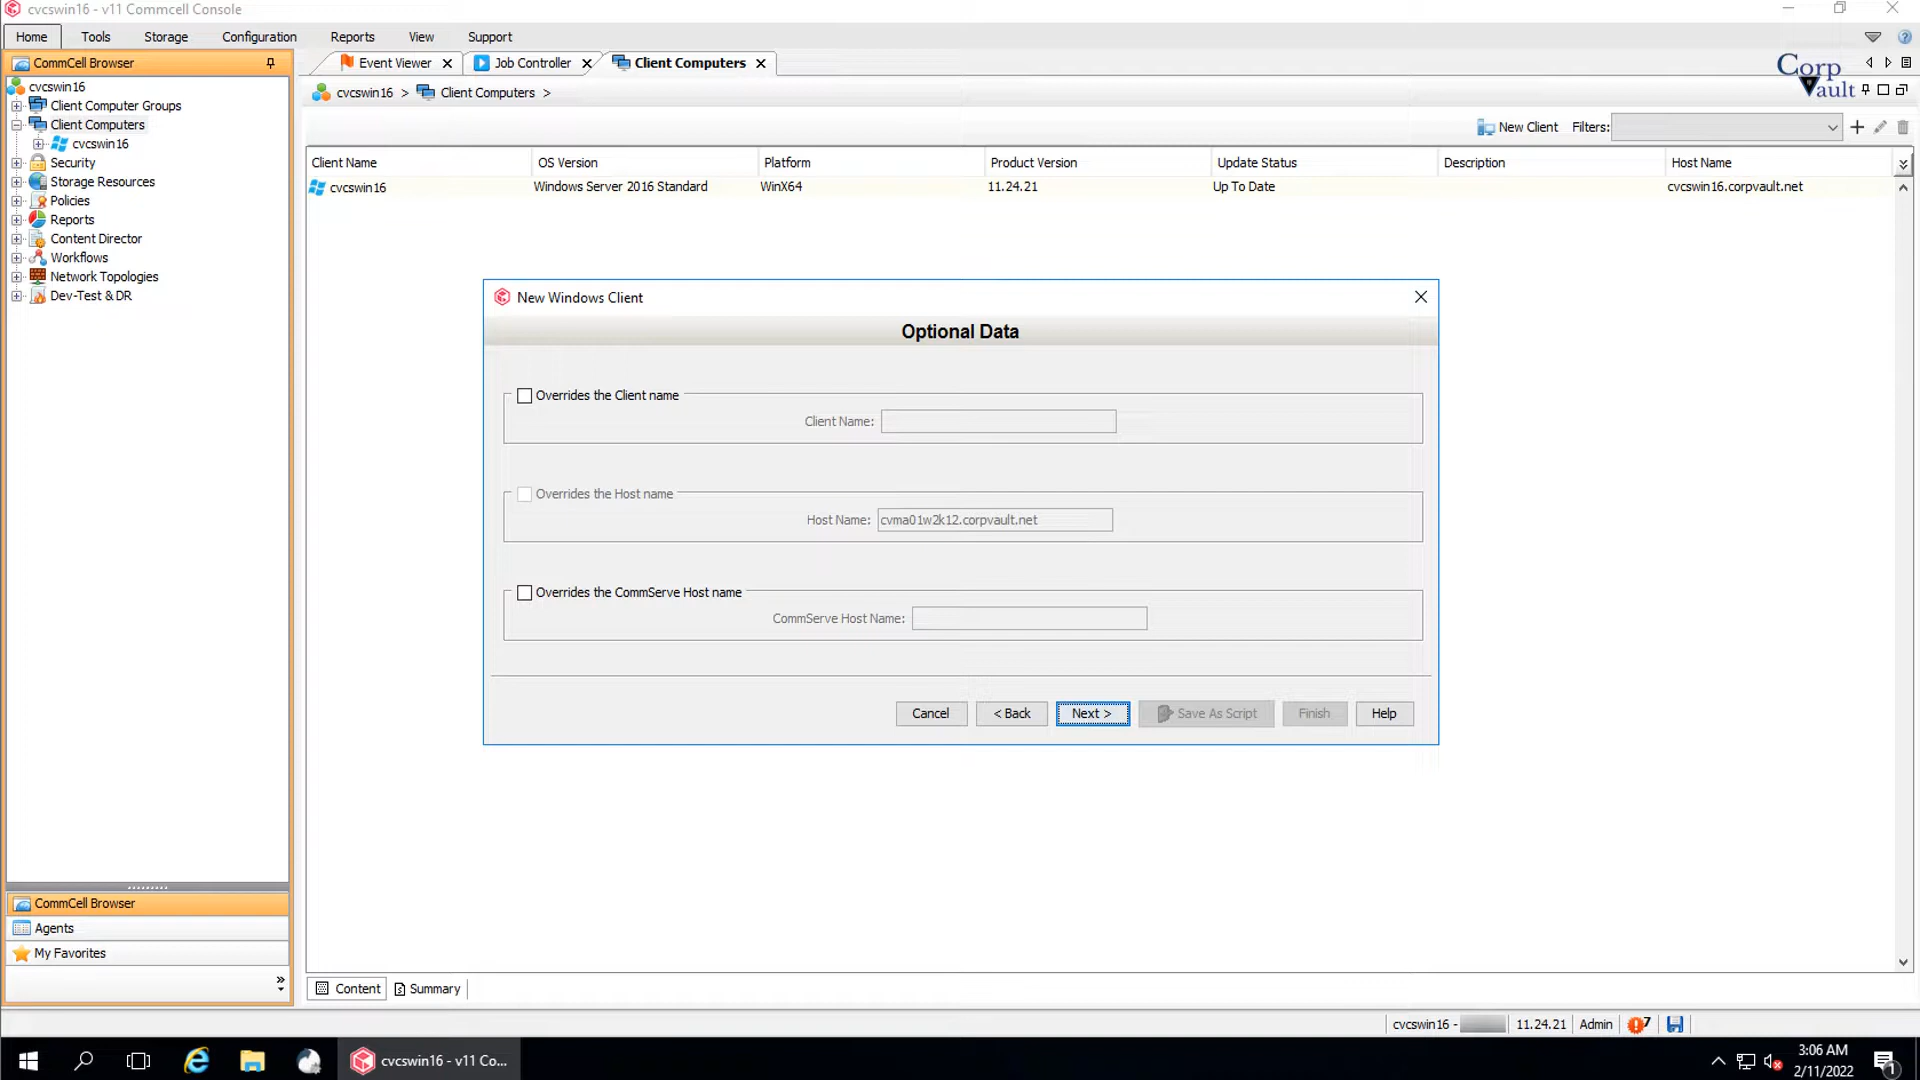 cvcswin16 - v11 Commcell Console
Home Tools Storage Configuration Reports View Support
CommCell Browser
Event Viewer Job Controller Client Computers
Corp Vault
cvcswin16 > Client Computers >
cvcswin16
Client Computer Groups
Client Computers
cvcswin16
Security
Storage Resources
Policies
Reports
Content Director
Workflows
Network Topologies
Dev-Test & DR
New Client Filters:
Client Name OS Version Platform Product Version Update Status Description Host Name
cvcswin16 Windows Server 2016 Standard WinX64 11.24.21 Up To Date cvcswin16.corpvault.net
New Windows Client
Optional Data
Overrides the Client name
Client Name:
Overrides the Host name
Host Name: cvma01w2k12.corpvault.net
Overrides the CommServe Host name
CommServe Host Name:
Cancel < Back Next > Save As Script Finish Help
CommCell Browser
Agents
My Favorites
»
Content Summary
cvcswin16 - 11.24.21 Admin 7
cvcswin16 - v11 Co...
3:06 AM
2/11/2022
1